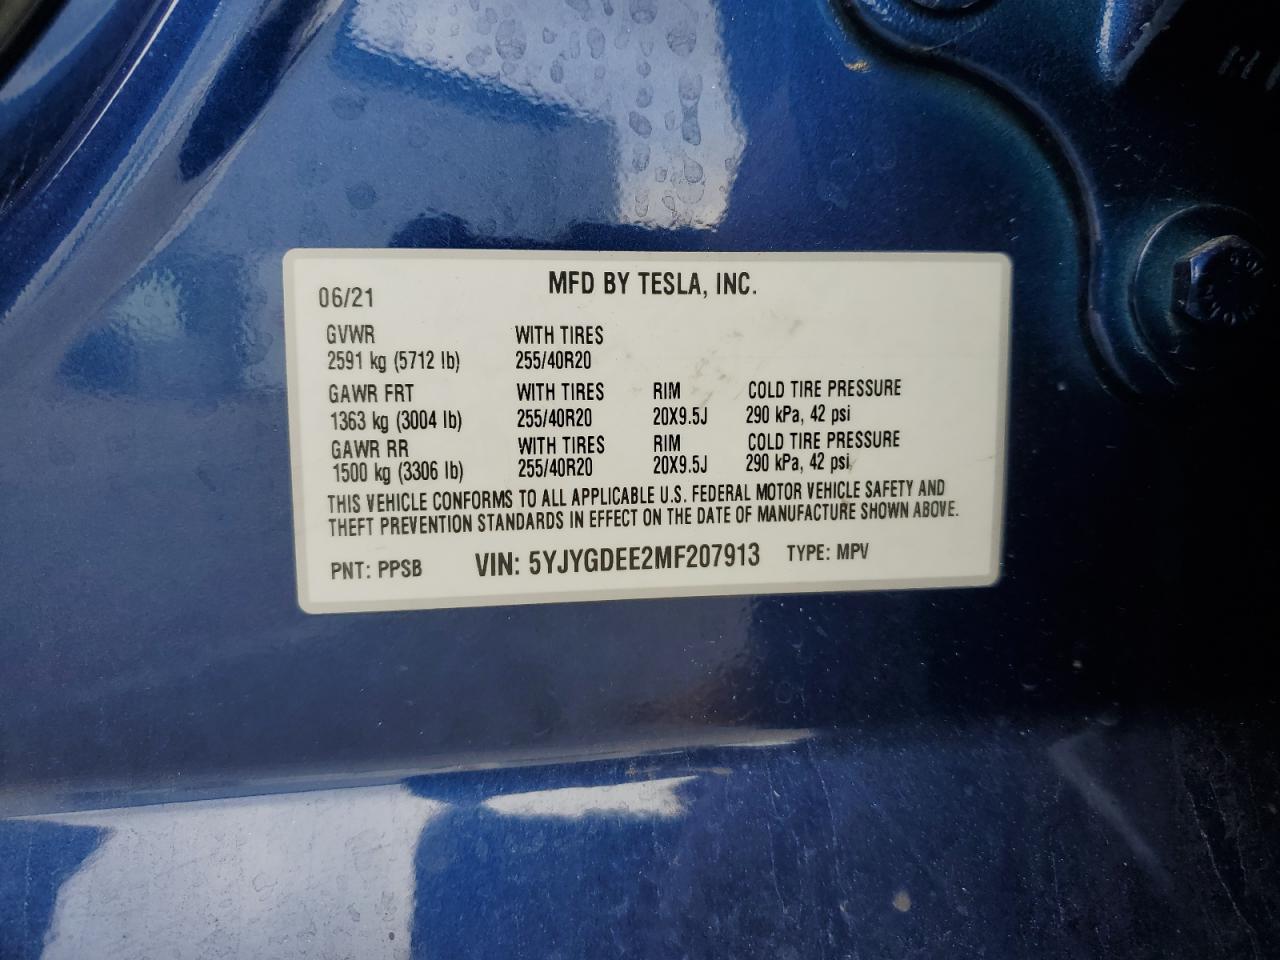 MFD BY TESLA, INC.
06/21
GVWR WITH TIRES
2591 kg (5712 lb) 255/40R20
GAWR FRT WITH TIRES RIM COLD TIRE PRESSURE
1363 kg (3004 lb) 255/40R20 20X9.5J 290 kPa, 42 psi
GAWR RR WITH TIRES RIM COLD TIRE PRESSURE
1500 kg (3306 lb) 255/40R20 20X9.5J 290 kPa, 42 psi
THIS VEHICLE CONFORMS TO ALL APPLICABLE U.S. FEDERAL MOTOR VEHICLE SAFETY AND
THEFT PREVENTION STANDARDS IN EFFECT ON THE DATE OF MANUFACTURE SHOWN ABOVE.
PNT: PPSB VIN: 5YJYGDEE2MF207913 TYPE: MPV